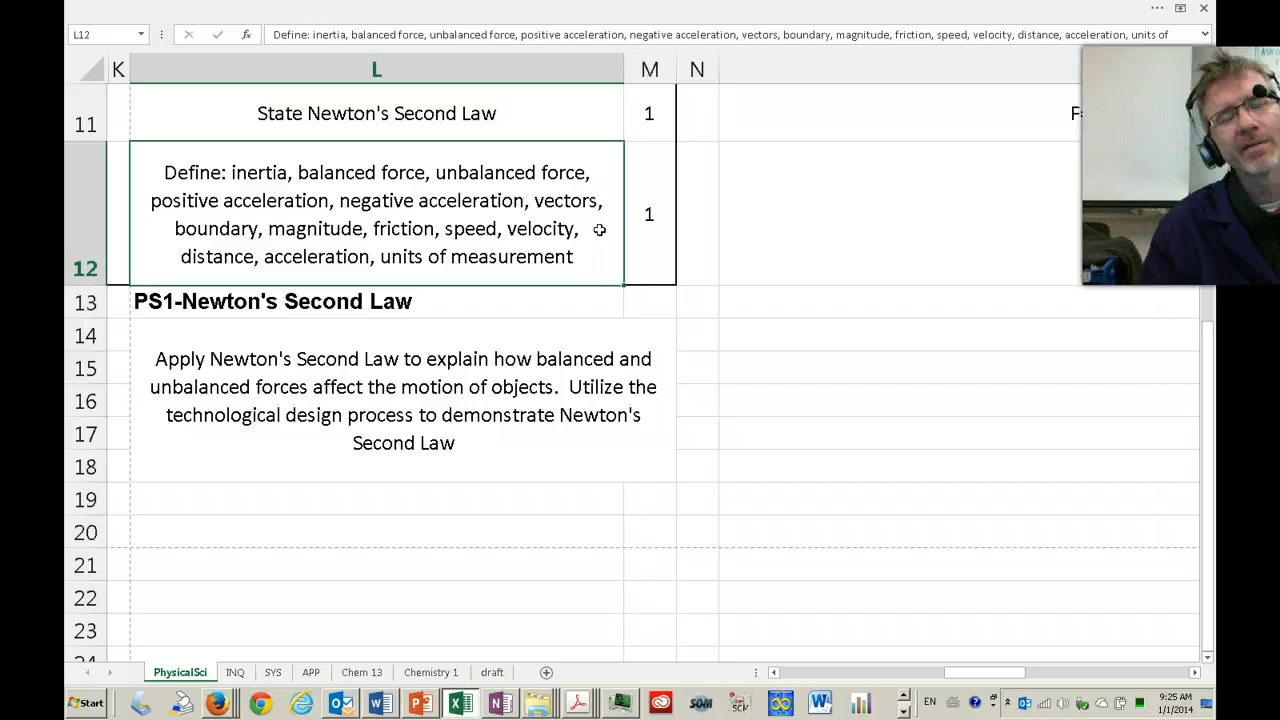 L12
Define: inertia, balanced force, unbalanced force, positive acceleration, negative acceleration, vectors, boundary, magnitude, friction, speed, velocity, distance, acceleration, units of
K L M N
11 State Newton's Second Law 1 F=
12 Define: inertia, balanced force, unbalanced force,
positive acceleration, negative acceleration, vectors,
boundary, magnitude, friction, speed, velocity,
distance, acceleration, units of measurement
1
13 PS1-Newton's Second Law
14
15 Apply Newton's Second Law to explain how balanced and
unbalanced forces affect the motion of objects. Utilize the
16
technological design process to demonstrate Newton's
17
Second Law
18
19
20
21
22
23
24
PhysicalSci INQ SYS APP Chem 13 Chemistry 1 draft
Start EN 9:25 AM
1/1/2014